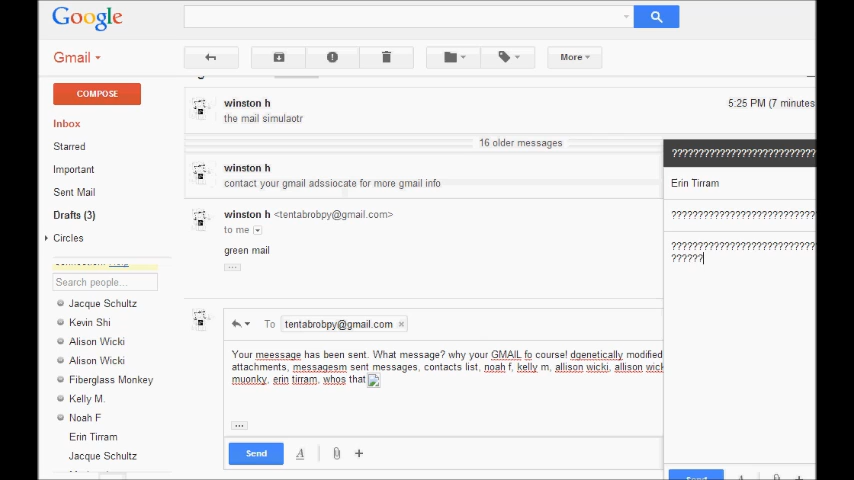 Google
Gmail
More
COMPOSE
Inbox
Starred
Important
Sent Mail
Drafts (3)
Circles
Help
Search people...
Jacque Schultz
Kevin Shi
Alison Wicki
Alison Wicki
Fiberglass Monkey
Kelly M.
Noah F
Erin Tirram
Jacque Schultz
winston h
5:25 PM (7 minutes
the mail simulaotr
16 older messages
winston h
contact your gmail adssiocate for more gmail info
winston h <tentabrobpy@gmail.com>
to me
green mail
...
To tentabrobpy@gmail.com ×
Your meessage has been sent. What message? why your GMAIL fo course! dgenetically modified
attachments, messagesm sent messages, contacts list, noah f, kelly m, allison wicki, allison wick
muonky, erin tirram, whos that
...
Send A +
???????????????????????????
Erin Tirram
???????????????????????????
???????????????????????????
??????
Send